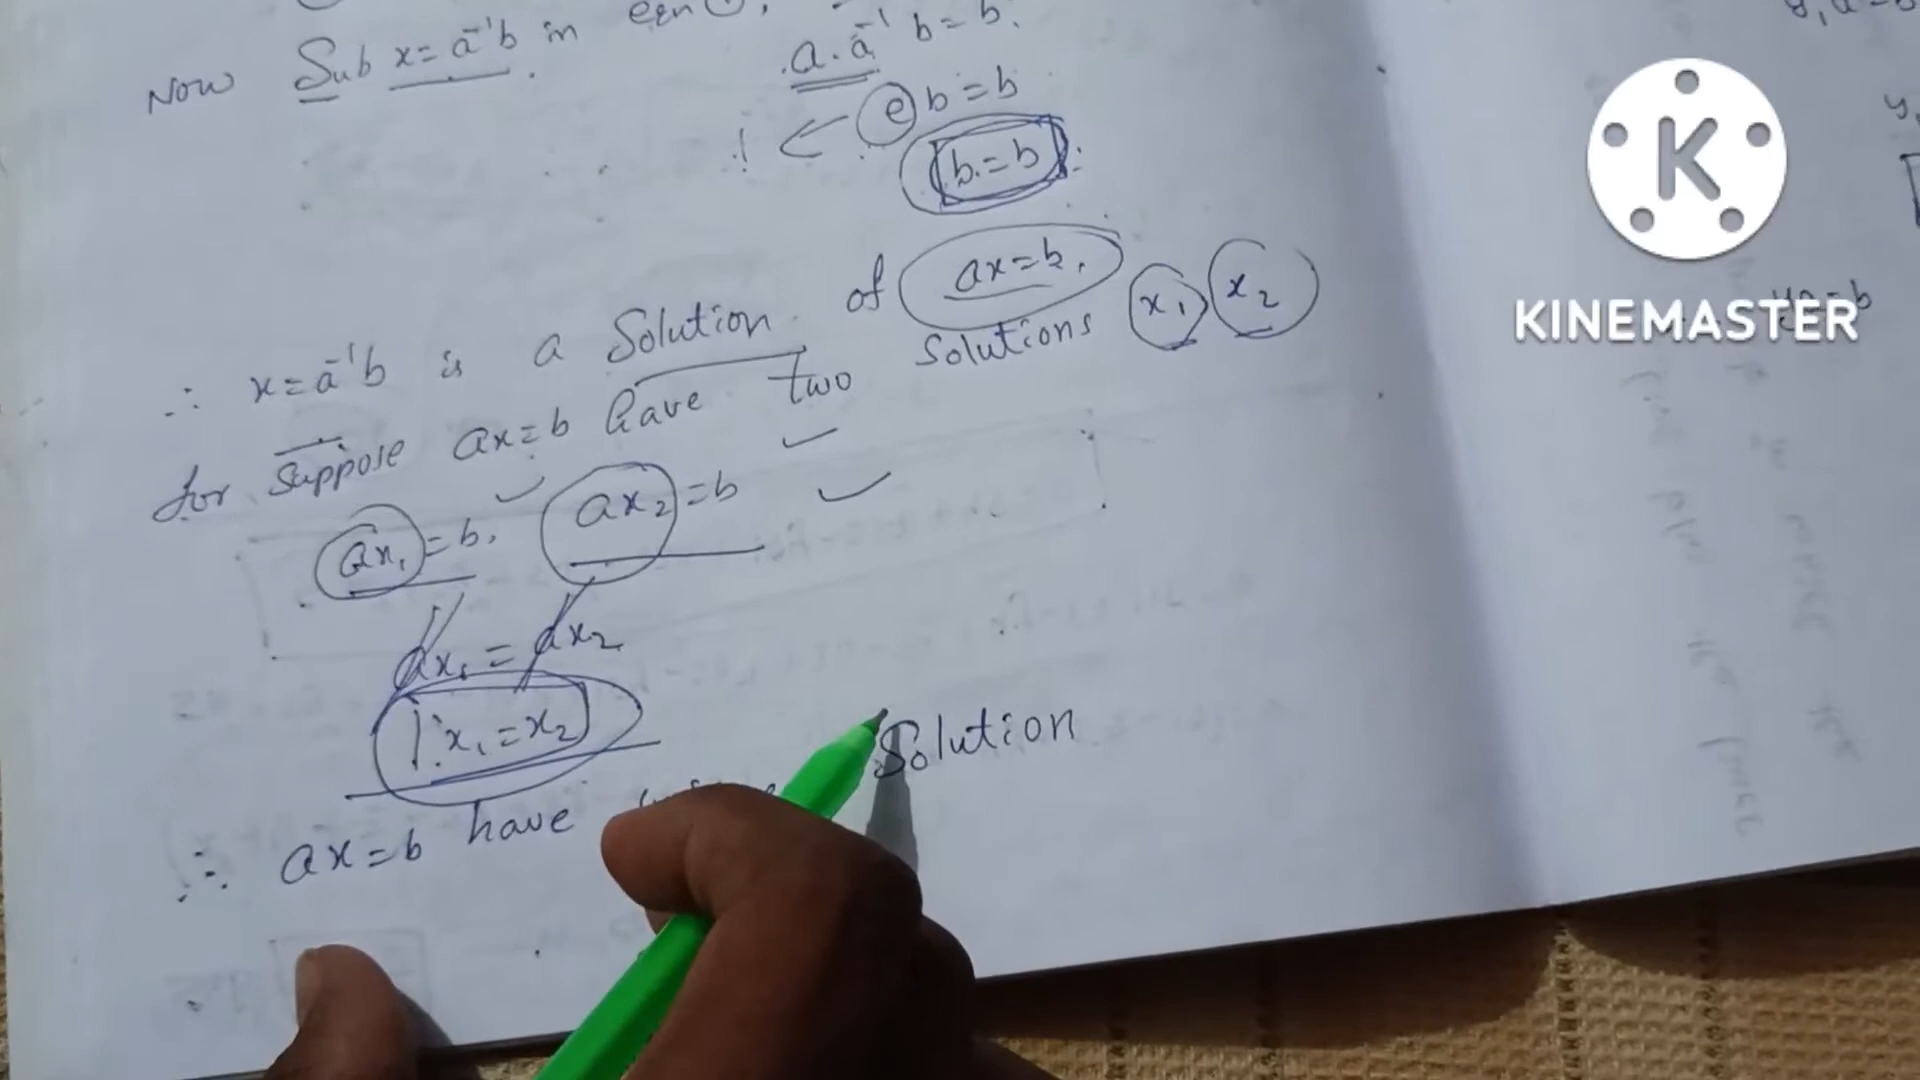 Now Sub x = a⁻¹b in eqn ①,
a.a⁻¹ b = b.
e b = b
b = b
∴ x = a⁻¹b is a Solution of ax = b.
for suppose ax = b have two solutions x₁ x₂
ax₁ = b. ax₂ = b
ax₁ = ax₂
∴ x₁ = x₂
∴ ax = b have Solution
= b
KINEMASTER